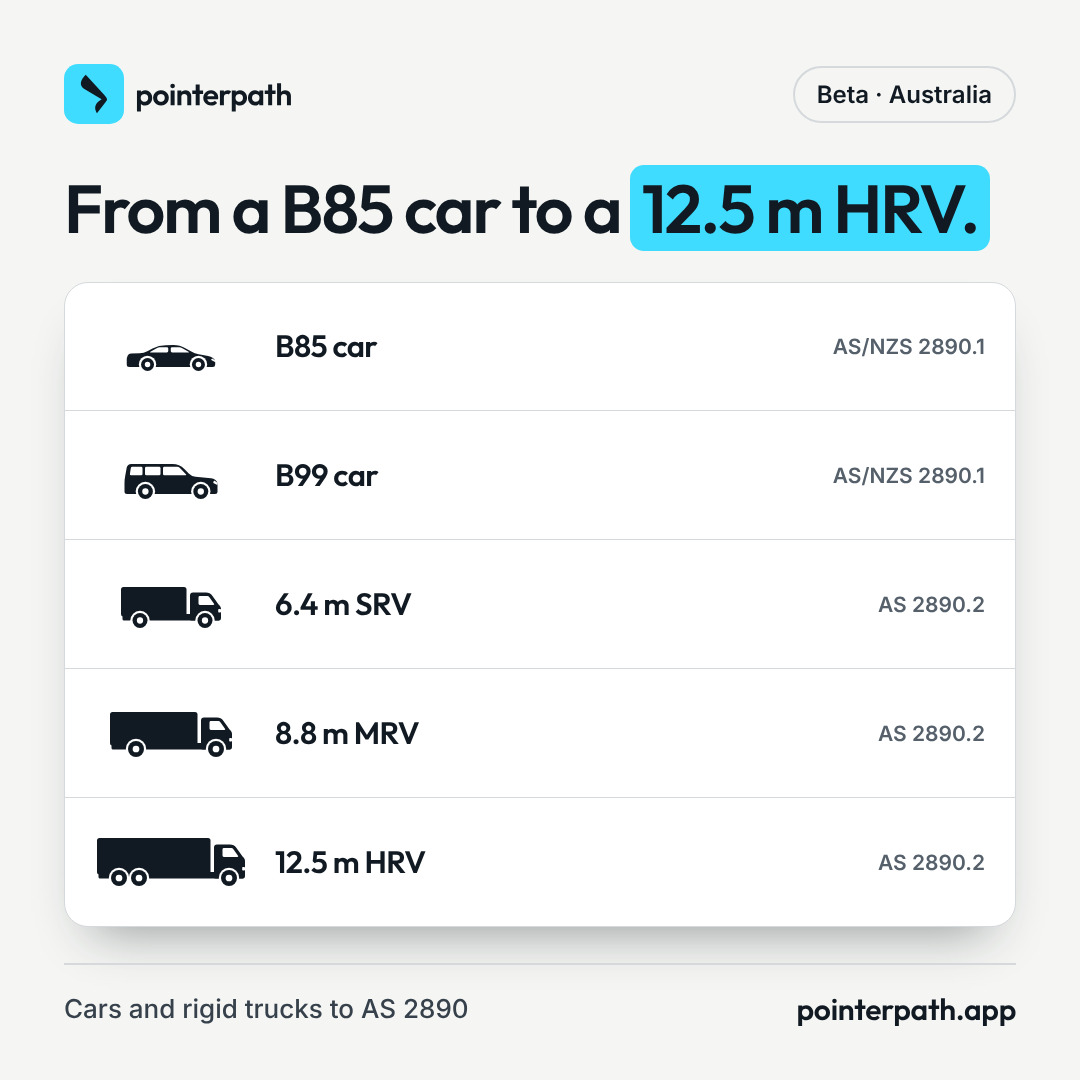 pointerpath
Beta · Australia
From a B85 car to a 12.5 m HRV.
B85 car
AS/NZS 2890.1
B99 car
AS/NZS 2890.1
6.4 m SRV
AS 2890.2
8.8 m MRV
AS 2890.2
12.5 m HRV
AS 2890.2
Cars and rigid trucks to AS 2890
pointerpath.app